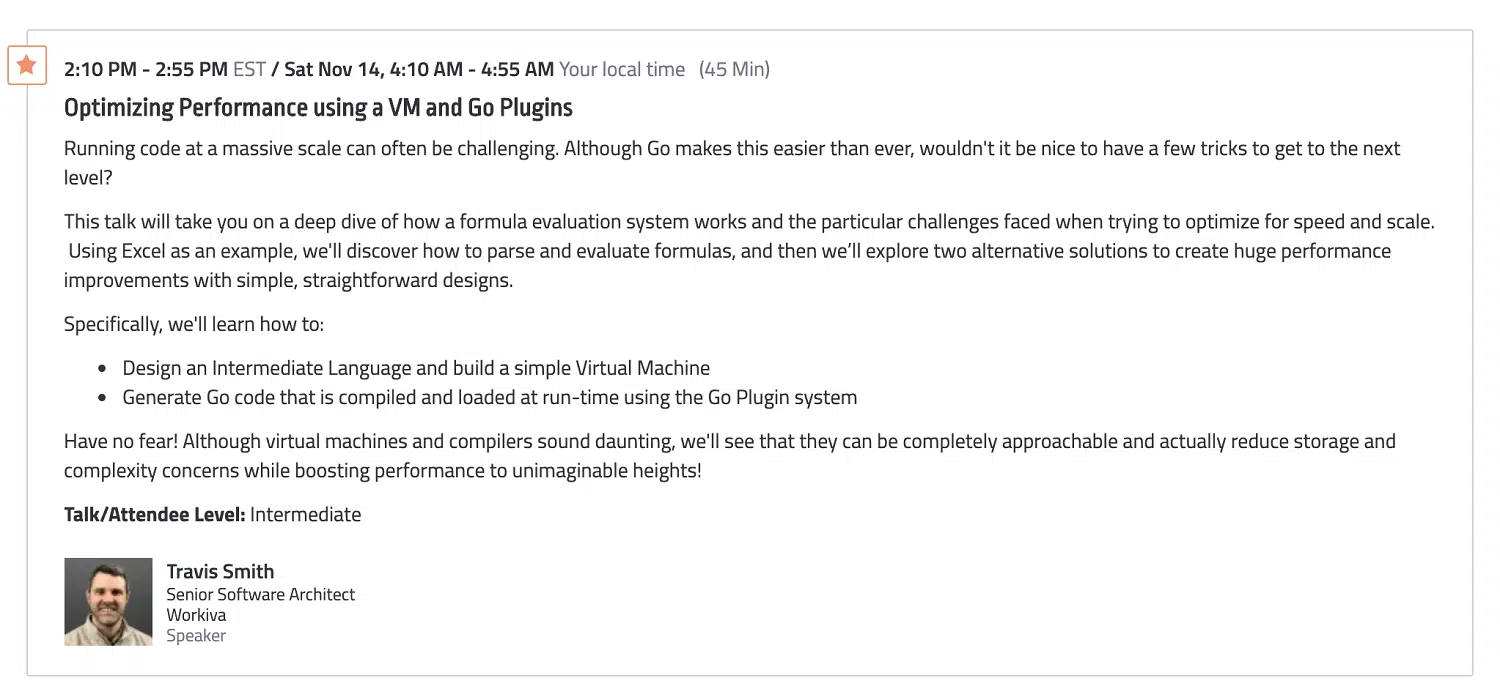 2:10 PM - 2:55 PM EST / Sat Nov 14, 4:10 AM - 4:55 AM Your local time (45 Min)
Optimizing Performance using a VM and Go Plugins
Running code at a massive scale can often be challenging. Although Go makes this easier than ever, wouldn't it be nice to have a few tricks to get to the next
level?
This talk will take you on a deep dive of how a formula evaluation system works and the particular challenges faced when trying to optimize for speed and scale.
Using Excel as an example, we'll discover how to parse and evaluate formulas, and then we’ll explore two alternative solutions to create huge performance
improvements with simple, straightforward designs.
Specifically, we'll learn how to:
• Design an Intermediate Language and build a simple Virtual Machine
• Generate Go code that is compiled and loaded at run-time using the Go Plugin system
Have no fear! Although virtual machines and compilers sound daunting, we'll see that they can be completely approachable and actually reduce storage and
complexity concerns while boosting performance to unimaginable heights!
Talk/Attendee Level: Intermediate
Travis Smith
Senior Software Architect
Workiva
Speaker